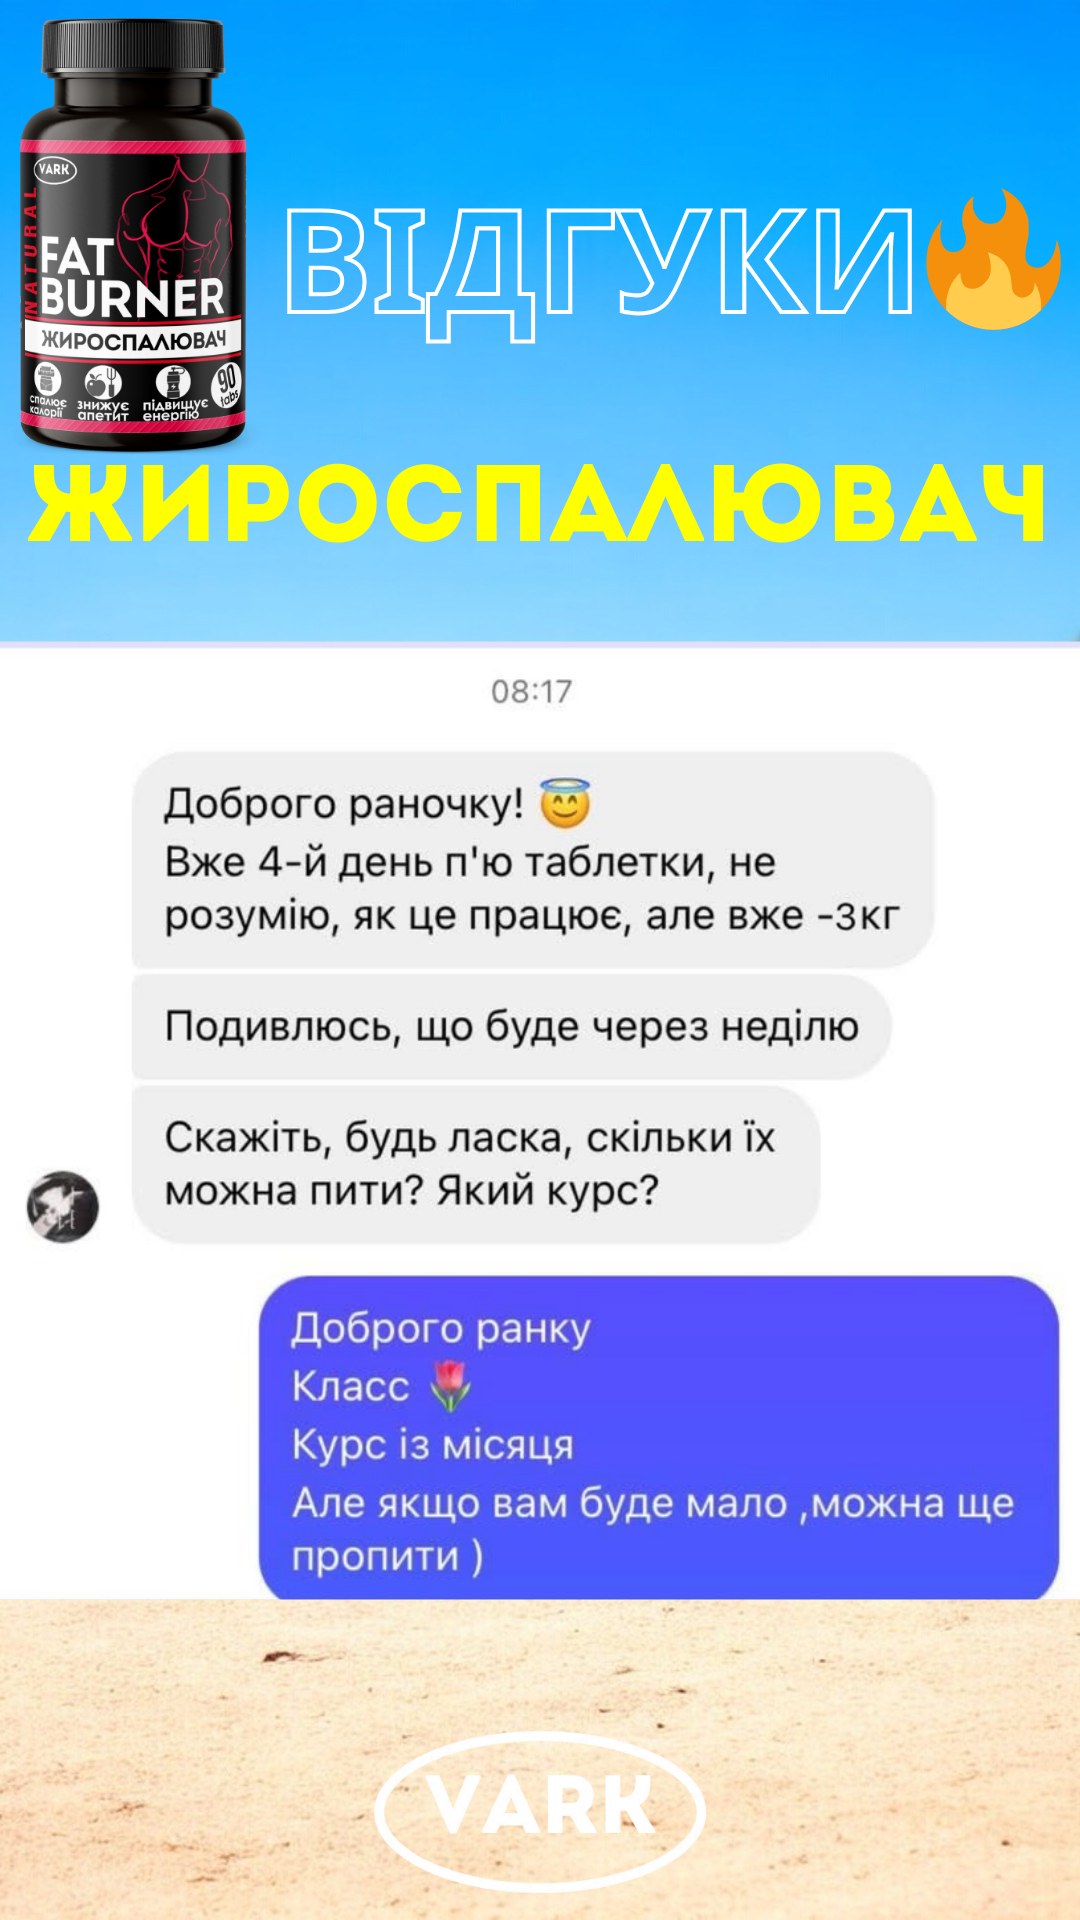 VARK
NATURAL
FAT
BURNER
ЖИРОСПАЛЮВАЧ
спалює
калорії
знижує
апетит
підвищує
енергію
90
tabs
ВІДГУКИ🔥
ЖИРОСПАЛЮВАЧ
08:17
Доброго раночку! 😇
Вже 4-й день п'ю таблетки, не
розумію, як це працює, але вже -3кг
Подивлюсь, що буде через неділю
Скажіть, будь ласка, скільки їх
можна пити? Який курс?
Доброго ранку
Класс 🌷
Курс із місяця
Але якщо вам буде мало ,можна ще
пропити )
VARK